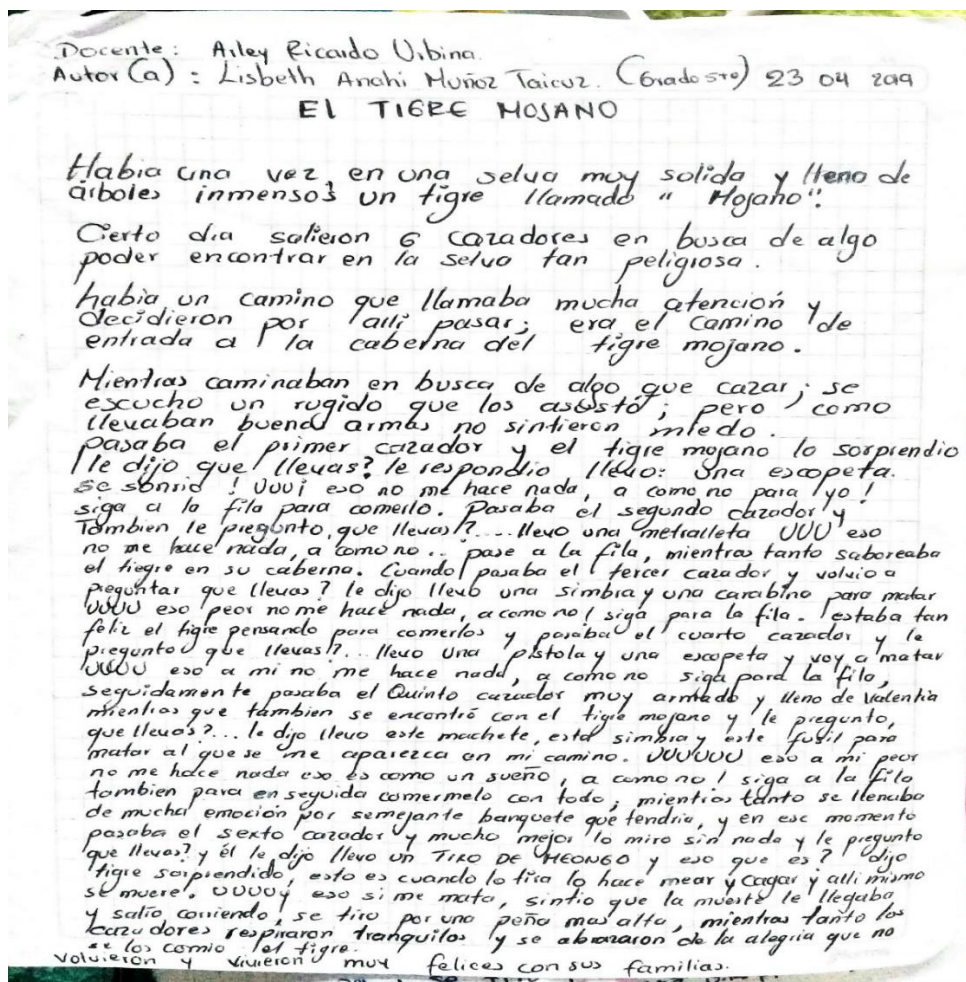 Docente: Arley Ricardo Urbina.
Autor(a): Lisbeth Anahi Muñoz Taicuz. (Grado 5to) 23 04 2019
El TIGRE MOJANO
Habia una vez en una selva muy solida y lleno de
árboles inmensos un tigre llamado " Mojano".
Cierto dia salieron 6 cazadores en busca de algo
poder encontrar en la selva tan peligrosa.
había un camino que llamaba mucha atención y
decidieron por alli pasar; era el camino de
entrada a la caberna del tigre mojano.
Mientras caminaban en busca de algo que cazar; se
escucho un rugido que los asusto; pero como
llevaban buena armas no sintieron miedo.
pasaba el primer cazador y el tigre mojano lo sorprendio
le dijo que llevas? le respondio llevo: Una escopeta.
se sonrio ! UUU¡ eso no me hace nada, a como no para yo !
siga a la fila para comerlo. Pasaba el segundo cazador y
Tambien le pregunto, que llevas?.... llevo una metralleta UUU eso
no me hace nada, a como no.. pase a la fila, mientras tanto saboreaba
el tiegre en su caberna. Cuando pasaba el tercer cazador y volvio a
preguntar que llevas? le dijo llevo una simbra y una carabina para matar
UUUU eso peor no me hace nada, a como no! siga para la fila. estaba tan
feliz el tigre pensando para comerlos y pasaba el cuarto cazador y le
pregunto que llevas?.. llevo una pistola y una escopeta y voy a matar
UUUU eso a mi no me hace nada, a como no siga para la fila,
seguidamente pasaba el Quinto cazador muy armado y lleno de Valentia
mientras que tambien se encontró con el tigre mojano y le pregunto,
que llevas?... le dijo llevo este machete, esta simbra y este fusil para
matar al que se me aparezca en mi camino. UUUUUU eso a mi peor
no me hace nada eso es como un sueño, a como no! siga a la fila
tambien para en seguida comermelo con todo; mientras tanto se llenaba
de mucha emoción por semejante banquete que tendria, y en ese momento
pasaba el sexto cazador y mucho mejor lo miro sin nada y le pregunto
que llevas? y él le dijo llevo un TIRO DE HEONGO y eso que es? dijo
tigre sorprendido, esto es cuando lo tira lo hace mear y cagar y alli mismo
se muere. UUUUy eso si me mata, sintio que la muerte le llegaba
y salio corriendo, se tiro por una peña mas alta, mientras tanto los
cazadores respiraron tranquilos y se abrazaron de la alegria que no
se los comio el tigre.
volvieron y vivieron muy felices con sus familias.